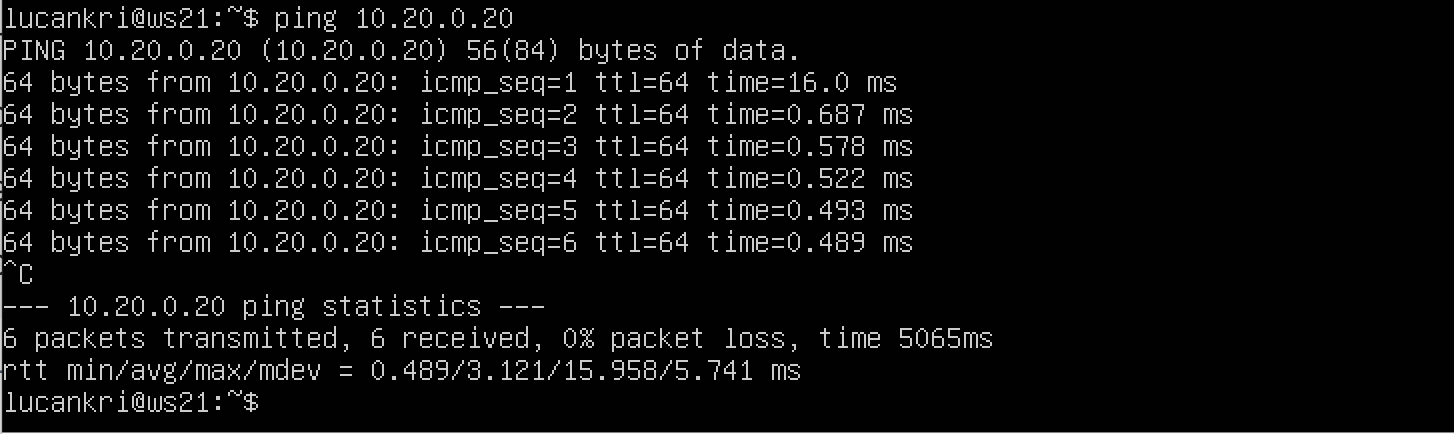 lucankri@ws21:~$ ping 10.20.0.20
PING 10.20.0.20 (10.20.0.20) 56(84) bytes of data.
64 bytes from 10.20.0.20: icmp_seq=1 ttl=64 time=16.0 ms
64 bytes from 10.20.0.20: icmp_seq=2 ttl=64 time=0.687 ms
64 bytes from 10.20.0.20: icmp_seq=3 ttl=64 time=0.578 ms
64 bytes from 10.20.0.20: icmp_seq=4 ttl=64 time=0.522 ms
64 bytes from 10.20.0.20: icmp_seq=5 ttl=64 time=0.493 ms
64 bytes from 10.20.0.20: icmp_seq=6 ttl=64 time=0.489 ms
^C
--- 10.20.0.20 ping statistics ---
6 packets transmitted, 6 received, 0% packet loss, time 5065ms
rtt min/avg/max/mdev = 0.489/3.121/15.958/5.741 ms
lucankri@ws21:~$